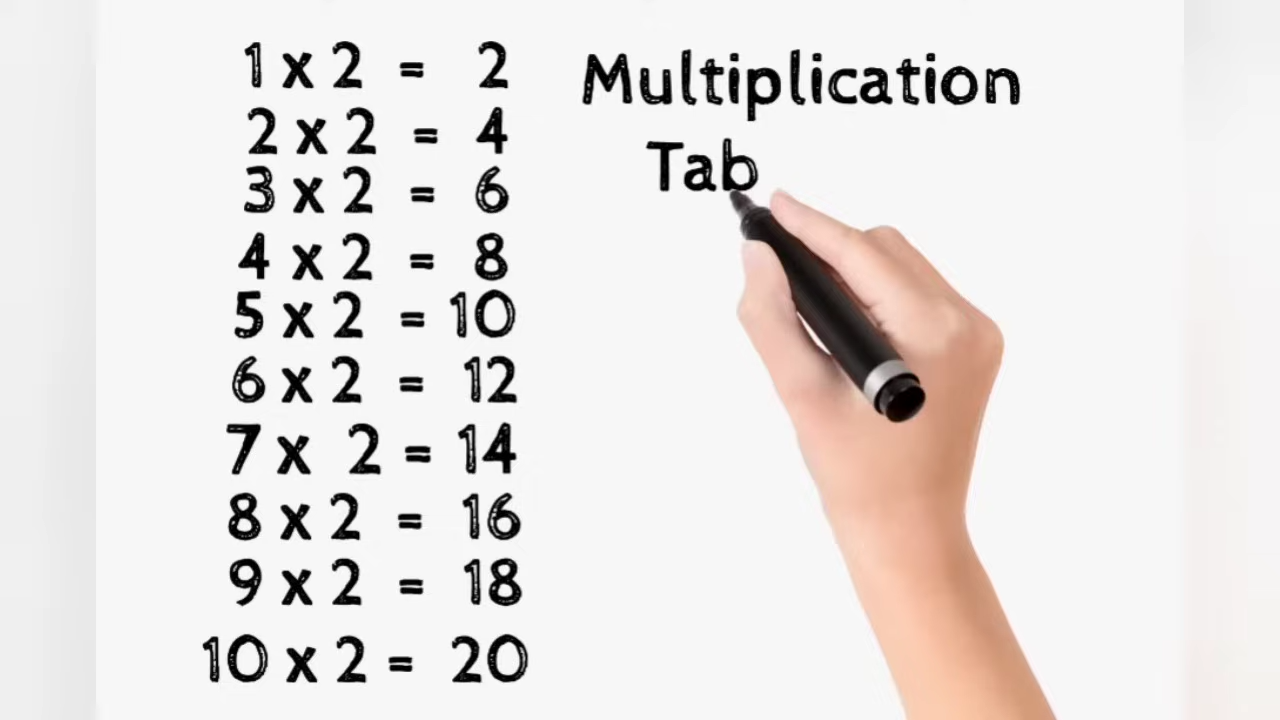 1 x 2 = 2
2 x 2 = 4
3 x 2 = 6
4 x 2 = 8
5 x 2 = 10
6 x 2 = 12
7 x 2 = 14
8 x 2 = 16
9 x 2 = 18
10 x 2 = 20
Multiplication
Tab